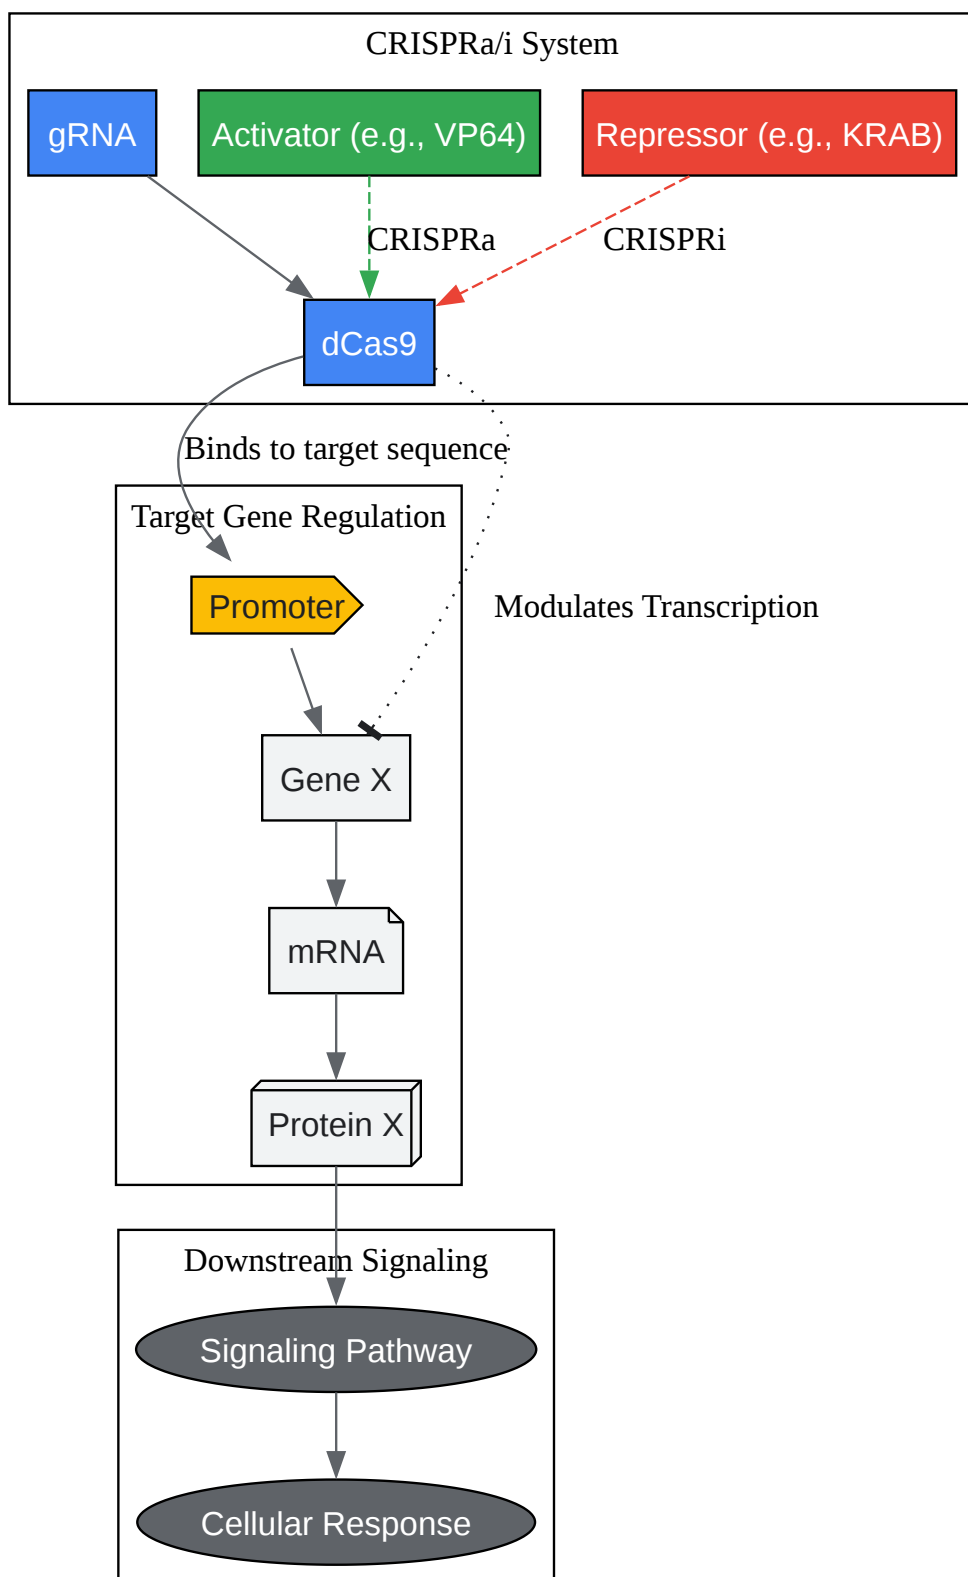 CRISPRa/i System
gRNA
Activator (e.g., VP64)
Repressor (e.g., KRAB)
CRISPRa
CRISPRi
dCas9
Binds to target sequence
Target Gene Regulation
Promoter
Modulates Transcription
Gene X
mRNA
Protein X
Downstream Signaling
Signaling Pathway
Cellular Response